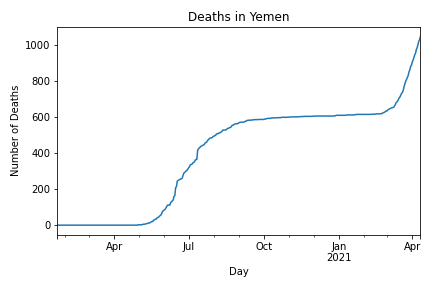 Deaths in Yemen
Number of Deaths
1000
800
600
400
200
0
Apr
Jul
Oct
Jan
2021
Apr
Day